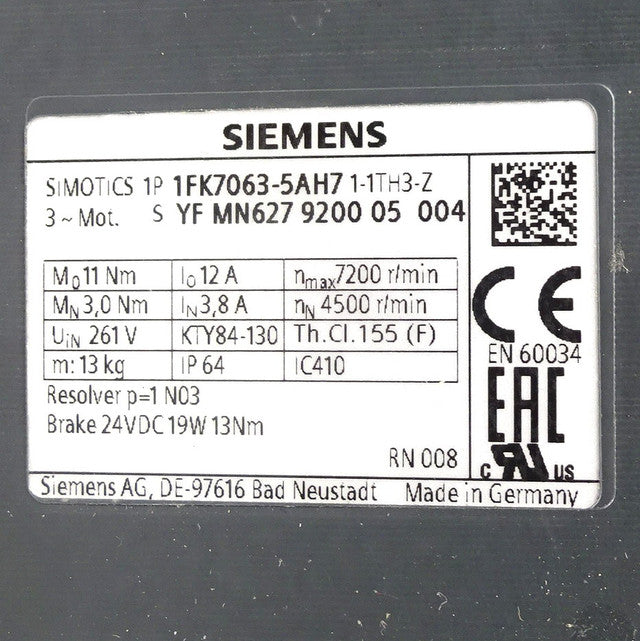 SIEMENS
SIMOTICS 1P 1FK7063-5AH7 1-1TH3-Z
3 ~ Mot. S YF MN627 9200 05 004
M0 11 Nm I0 12 A nmax 7200 r/min
MN 3,0 Nm IN 3,8 A nN 4500 r/min
UIN 261 V KTY84-130 Th.Cl.155 (F)
m: 13 kg IP 64 IC410
CE
EN 60034
Resolver p=1 N03
Brake 24VDC 19W 13Nm
EAC
RN 008
c RU US
Siemens AG, DE-97616 Bad Neustadt Made in Germany